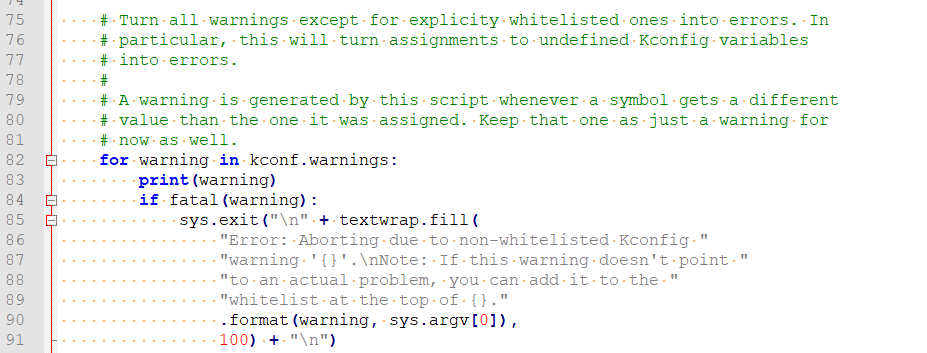 74
75 # Turn all warnings except for explicity whitelisted ones into errors. In
76 # particular, this will turn assignments to undefined Kconfig variables
77 # into errors.
78 #
79 # A warning is generated by this script whenever a symbol gets a different
80 # value than the one it was assigned. Keep that one as just a warning for
81 # now as well.
82 for warning in kconf.warnings:
83 print(warning)
84 if fatal(warning):
85 sys.exit("\n" + textwrap.fill(
86 "Error: Aborting due to non-whitelisted Kconfig "
87 "warning '{}'.\nNote: If this warning doesn't point "
88 "to an actual problem, you can add it to the "
89 "whitelist at the top of {}."
90 .format(warning, sys.argv[0]),
91 100) + "\n")